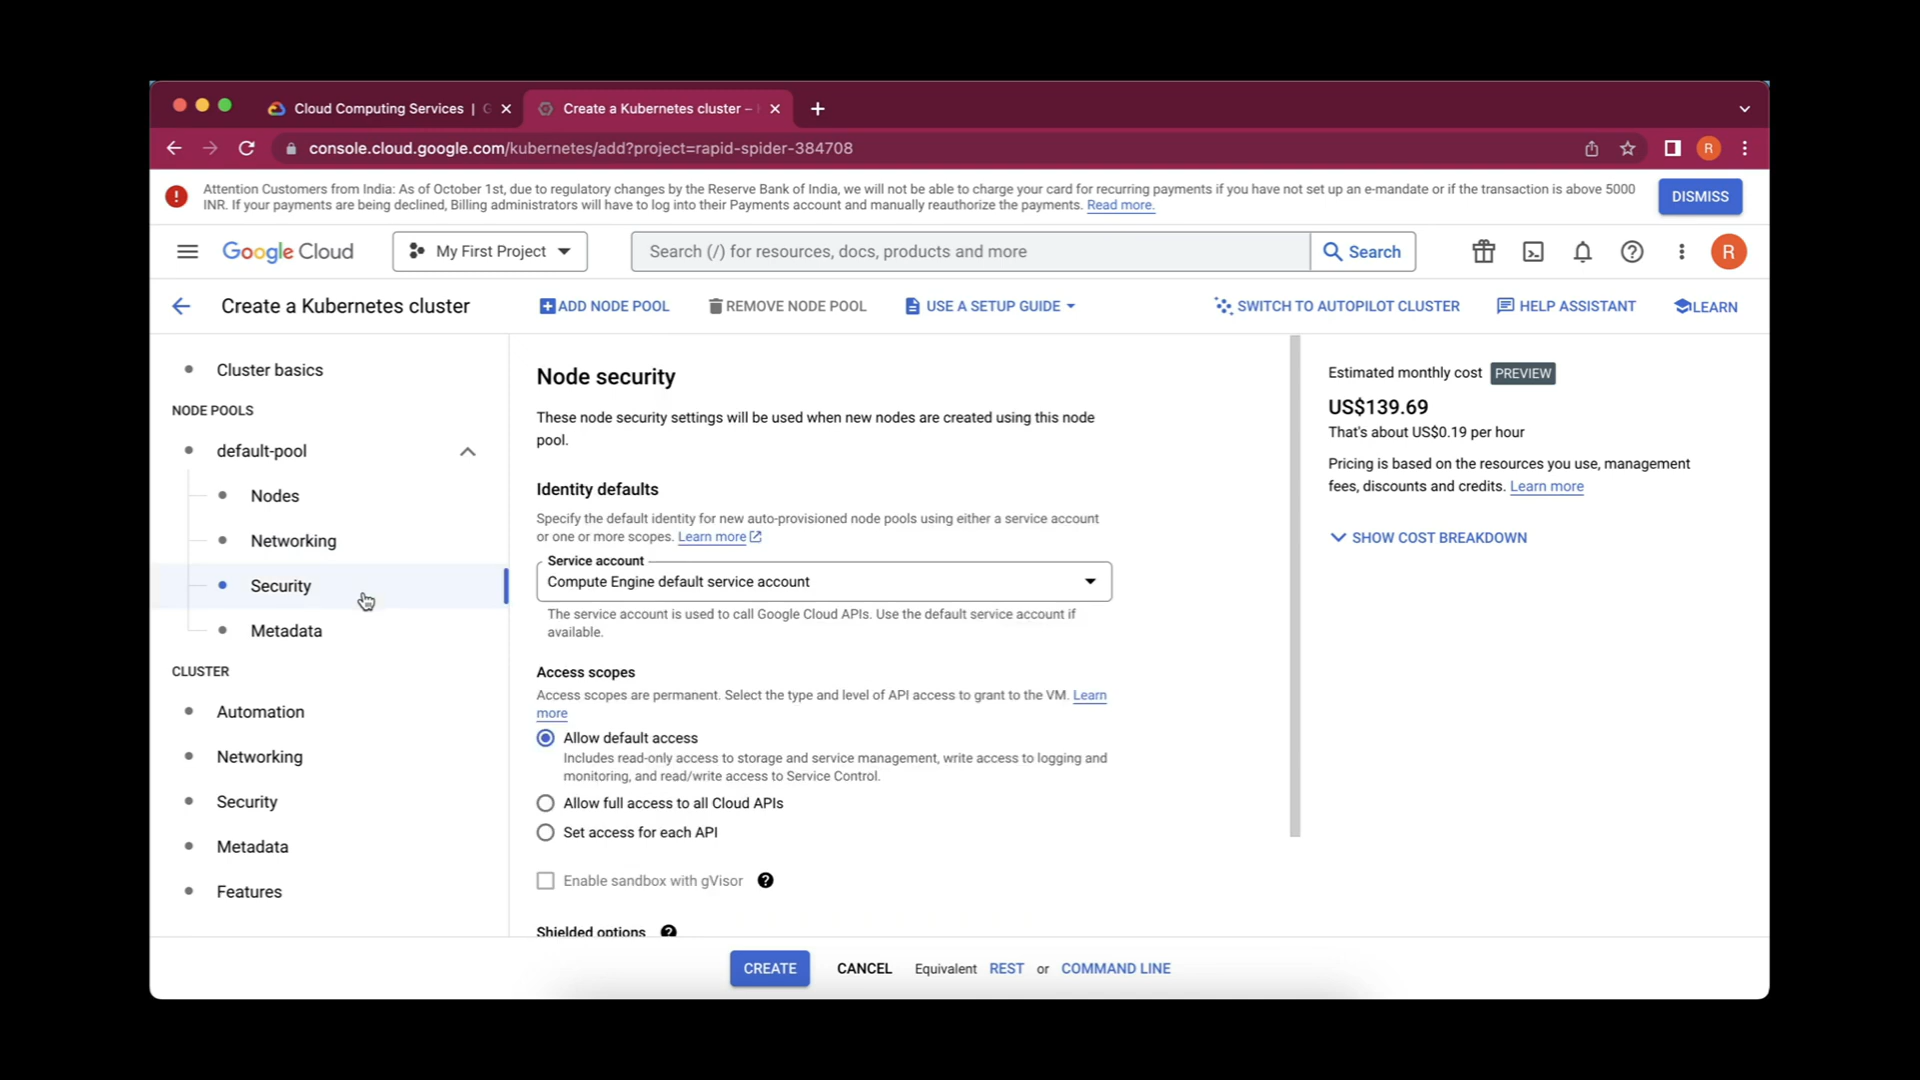 Cloud Computing Services | G
Create a Kubernetes cluster –
console.cloud.google.com/kubernetes/add?project=rapid-spider-384708
R
Attention Customers from India: As of October 1st, due to regulatory changes by the Reserve Bank of India, we will not be able to charge your card for recurring payments if you have not set up an e-mandate or if the transaction is above 5000
INR. If your payments are being declined, Billing administrators will have to log into their Payments account and manually reauthorize the payments. Read more.
DISMISS
Google Cloud
My First Project
Search (/) for resources, docs, products and more
Search
R
Create a Kubernetes cluster
ADD NODE POOL
REMOVE NODE POOL
USE A SETUP GUIDE
SWITCH TO AUTOPILOT CLUSTER
HELP ASSISTANT
LEARN
Cluster basics
NODE POOLS
default-pool
Nodes
Networking
Security
Metadata
CLUSTER
Automation
Networking
Security
Metadata
Features
Node security
These node security settings will be used when new nodes are created using this node
pool.
Identity defaults
Specify the default identity for new auto-provisioned node pools using either a service account
or one or more scopes. Learn more
Service account
Compute Engine default service account
The service account is used to call Google Cloud APIs. Use the default service account if
available.
Access scopes
Access scopes are permanent. Select the type and level of API access to grant to the VM. Learn
more
Allow default access
Includes read-only access to storage and service management, write access to logging and
monitoring, and read/write access to Service Control.
Allow full access to all Cloud APIs
Set access for each API
Enable sandbox with gVisor
Shielded options
Estimated monthly cost PREVIEW
US$139.69
That's about US$0.19 per hour
Pricing is based on the resources you use, management
fees, discounts and credits. Learn more
SHOW COST BREAKDOWN
CREATE
CANCEL
Equivalent REST or COMMAND LINE